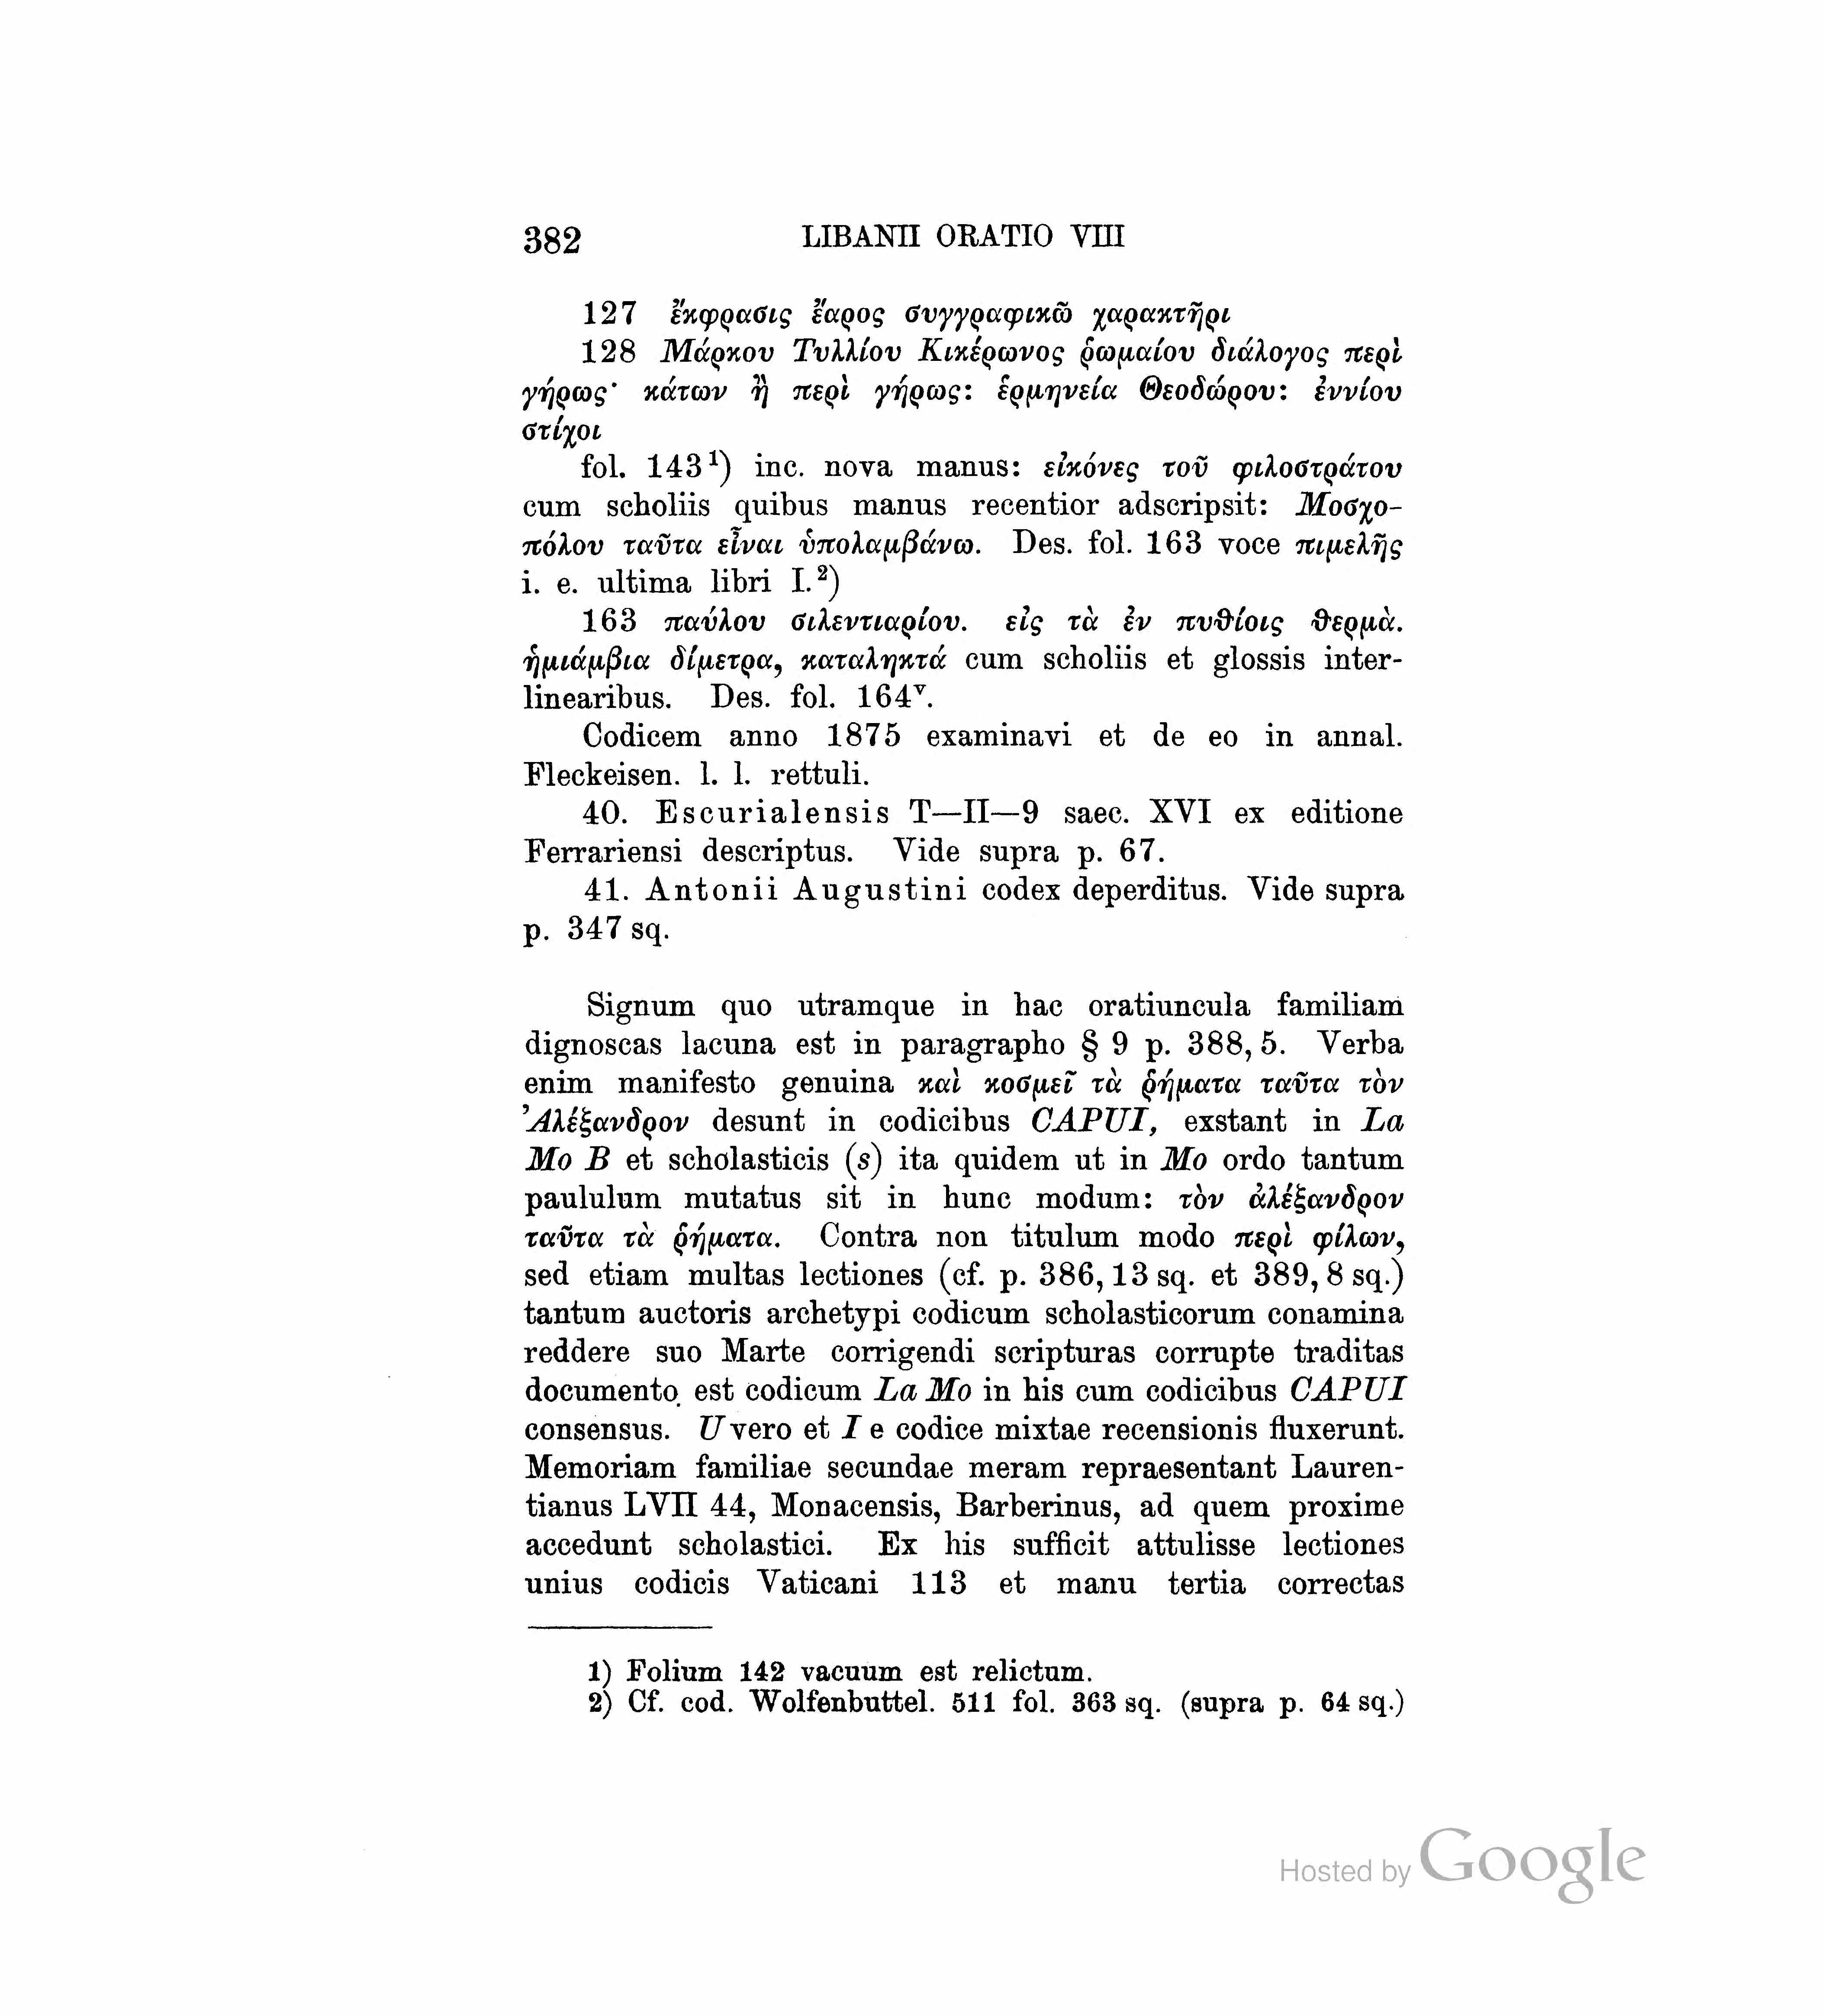 382 LIBANII ORATIO VIII
127 ἔκφρασις ἔαρος συγγραφικῶ χαρακτῆρι
128 Μάρκου Τυλλίου Κικέρωνος ῥωμαίου διάλογος περὶ
γήρως· κάτων ἢ περὶ γήρως: ἑρμηνεία Θεοδώρου: ἐννίου
στίχοι
fol. 143¹) inc. nova manus: εἰκόνες τοῦ φιλοστράτου
cum scholiis quibus manus recentior adscripsit: Μοσχο-
πόλου ταῦτα εἶναι ὑπολαμβάνω. Des. fol. 163 voce πιμελῆς
i. e. ultima libri I.²)
163 παύλου σιλεντιαρίου. εἰς τὰ ἐν πυθίοις θερμὰ.
ἡμιάμβια δίμετρα, καταληκτά cum scholiis et glossis inter-
linearibus. Des. fol. 164ᵛ.
Codicem anno 1875 examinavi et de eo in annal.
Fleckeisen. l. l. rettuli.
40. Escurialensis T—II—9 saec. XVI ex editione
Ferrariensi descriptus. Vide supra p. 67.
41. Antonii Augustini codex deperditus. Vide supra
p. 347 sq.
Signum quo utramque in hac oratiuncula familiam
dignoscas lacuna est in paragrapho § 9 p. 388, 5. Verba
enim manifesto genuina καὶ κοσμεῖ τὰ ῥήματα ταῦτα τὸν
Ἀλέξανδρον desunt in codicibus CAPUI, exstant in La
Mo B et scholasticis (s) ita quidem ut in Mo ordo tantum
paululum mutatus sit in hunc modum: τὸν ἀλέξανδρον
ταῦτα τὰ ῥήματα. Contra non titulum modo περὶ φίλων,
sed etiam multas lectiones (cf. p. 386, 13 sq. et 389, 8 sq.)
tantum auctoris archetypi codicum scholasticorum conamina
reddere suo Marte corrigendi scripturas corrupte traditas
documento est codicum La Mo in his cum codicibus CAPUI
consensus. U vero et I e codice mixtae recensionis fluxerunt.
Memoriam familiae secundae meram repraesentant Lauren-
tianus LVII 44, Monacensis, Barberinus, ad quem proxime
accedunt scholastici. Ex his sufficit attulisse lectiones
unius codicis Vaticani 113 et manu tertia correctas
1) Folium 142 vacuum est relictum.
2) Cf. cod. Wolfenbuttel. 511 fol. 363 sq. (supra p. 64 sq.)
Hosted by Google